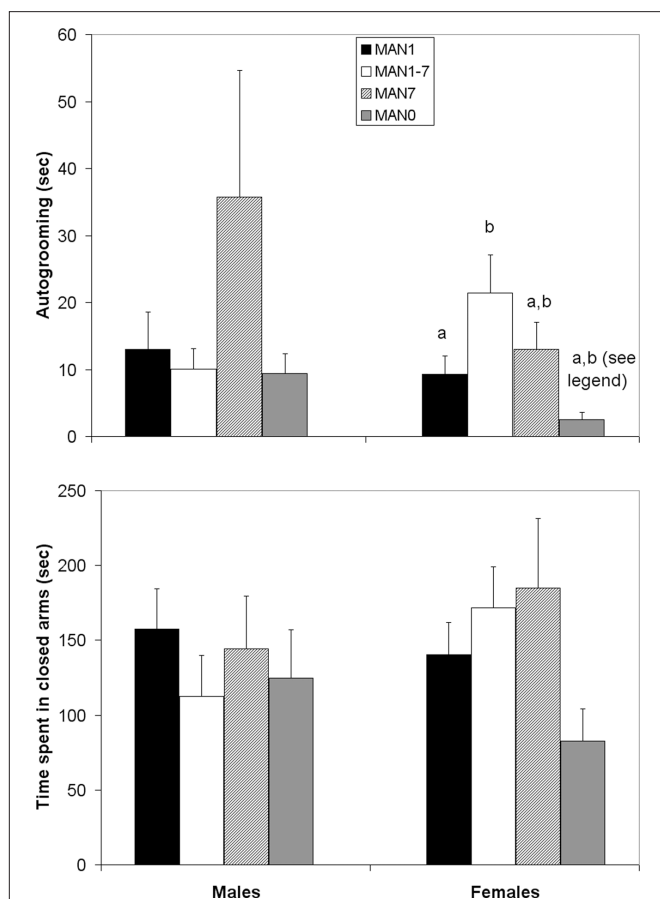 60
50
40
30
20
10
0
Autogrooming (sec)
MAN1
MAN1-7
MAN7
MAN0
a
b
a,b
a,b (see
legend)
250
200
150
100
50
0
Time spent in closed arms (sec)
Males
Females